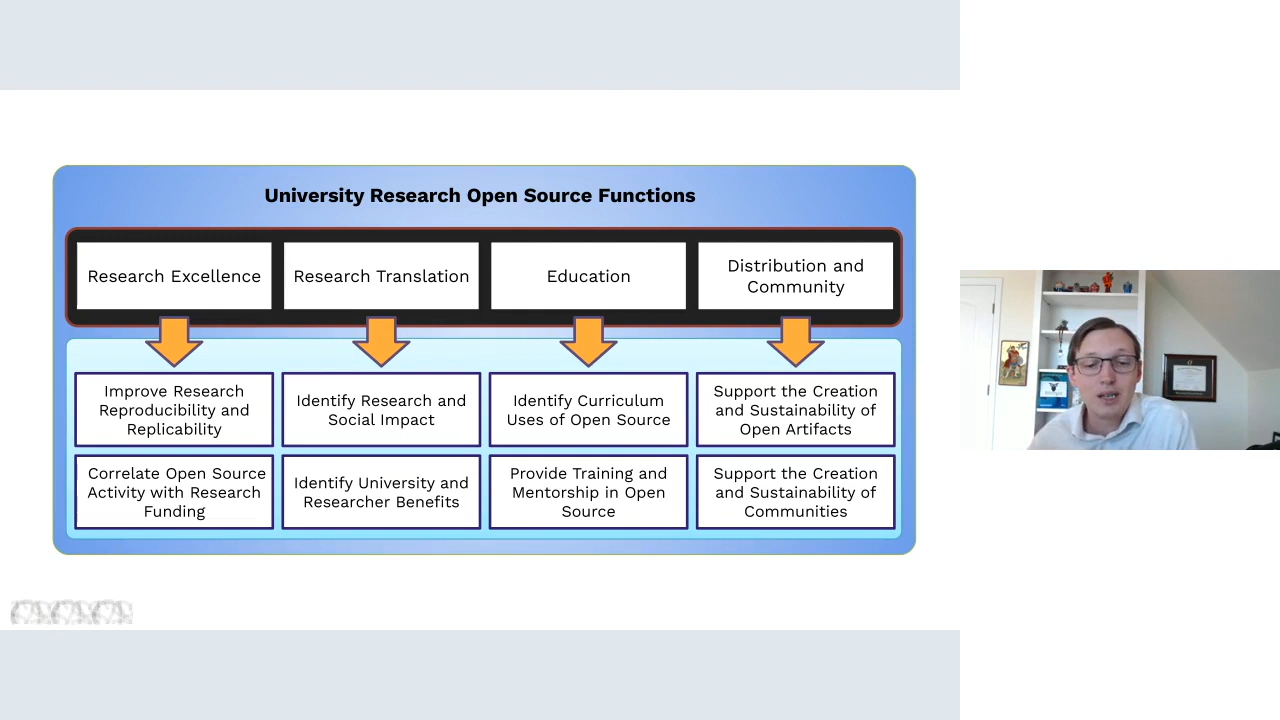 University Research Open Source Functions
Research Excellence
Research Translation
Education
Distribution and
Community
Improve Research
Reproducibility and
Replicability
Identify Research and
Social Impact
Identify Curriculum
Uses of Open Source
Support the Creation
and Sustainability of
Open Artifacts
Correlate Open Source
Activity with Research
Funding
Identify University and
Researcher Benefits
Provide Training and
Mentorship in Open
Source
Support the Creation
and Sustainability of
Communities